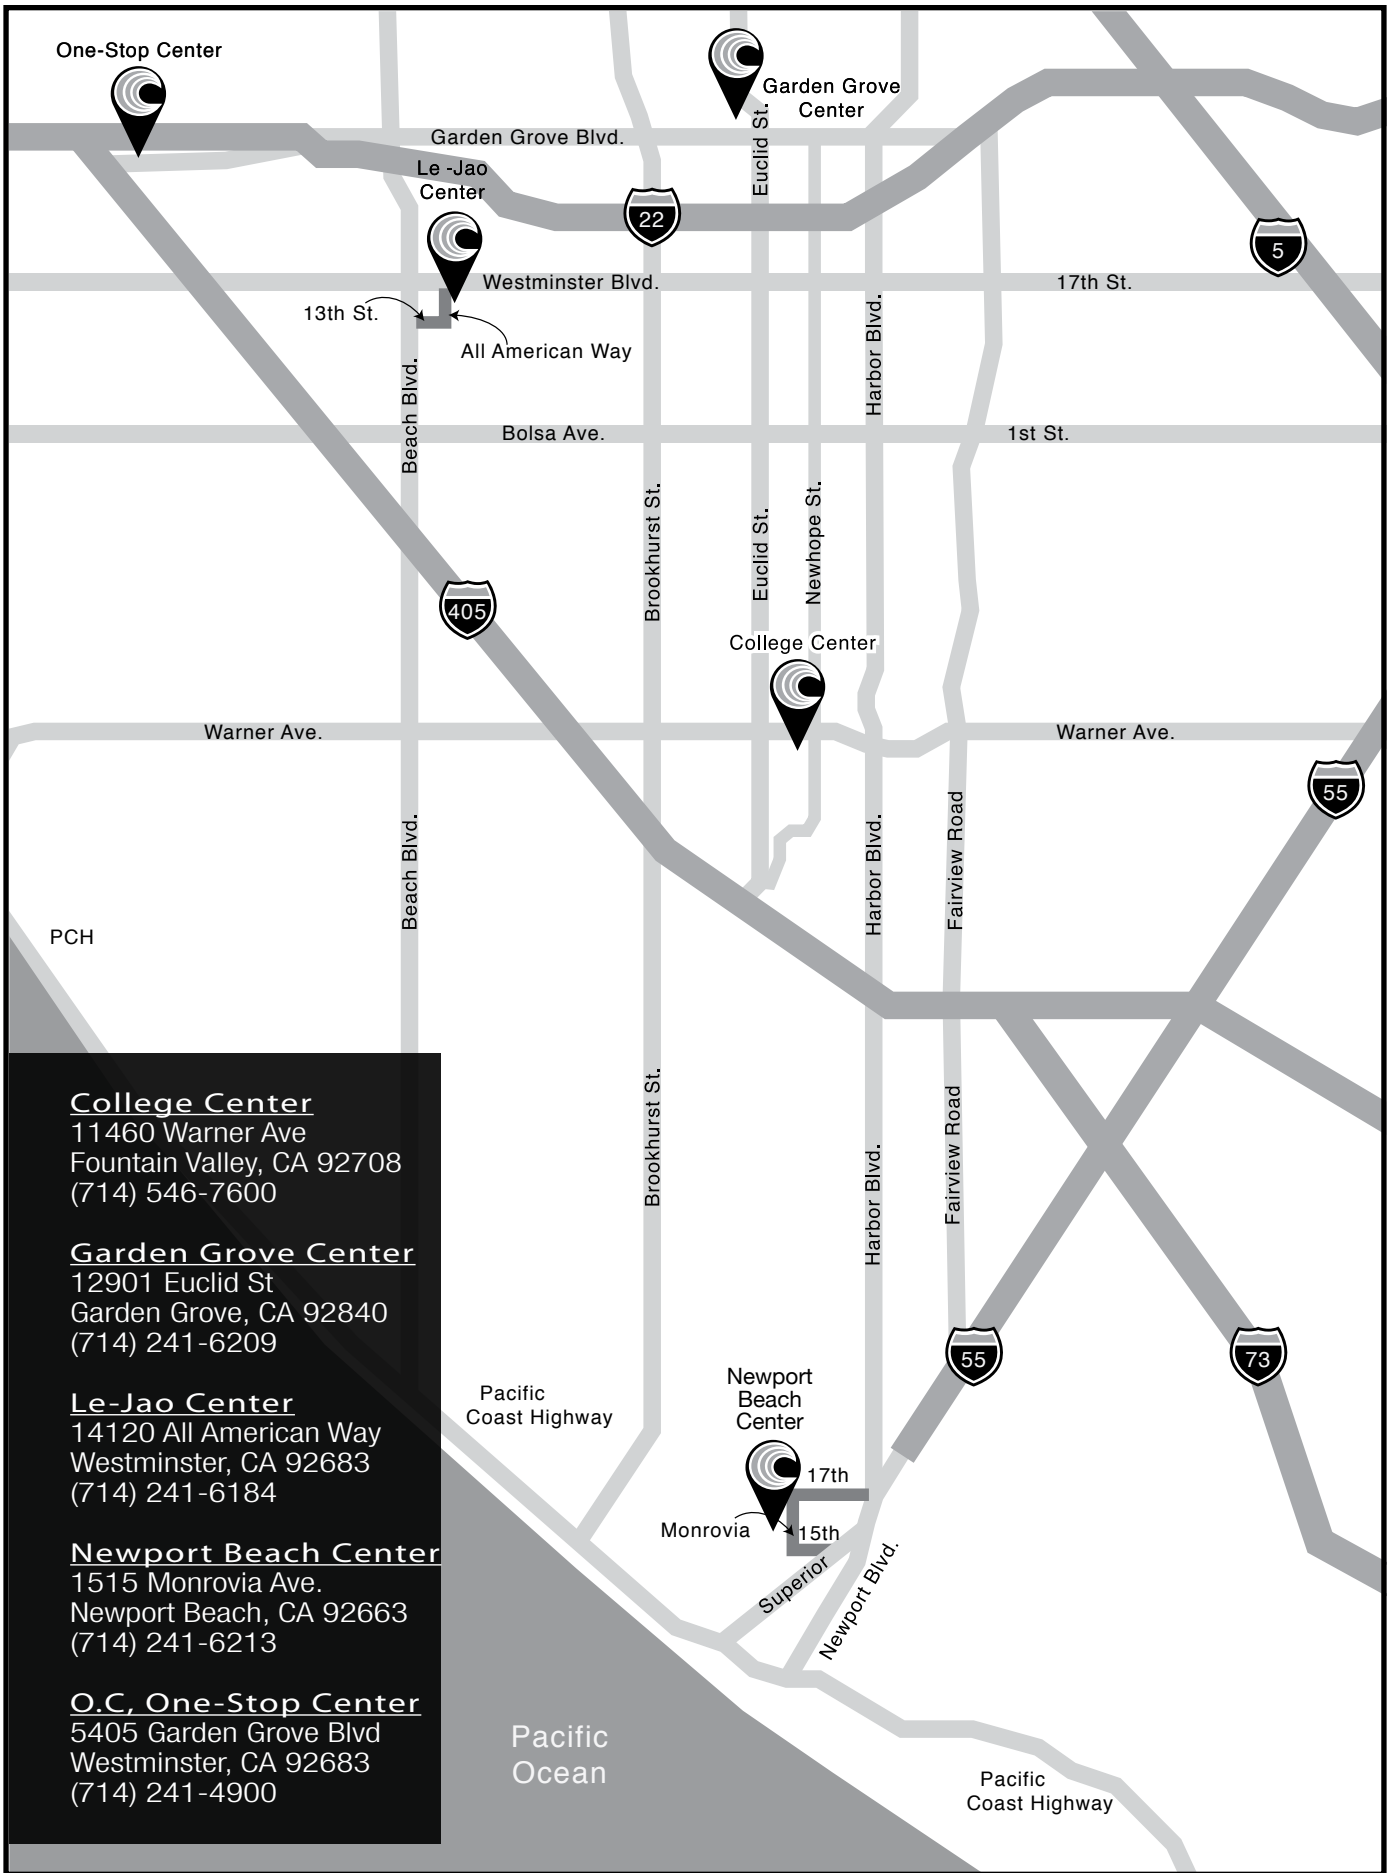 One-Stop Center
Garden Grove
Center
Garden Grove Blvd.
Euclid St.
Le -Jao
Center
22
5
Westminster Blvd.
17th St.
13th St.
All American Way
Harbor Blvd.
Beach Blvd.
Bolsa Ave.
1st St.
Brookhurst St.
Euclid St.
Newhope St.
405
College Center
Warner Ave.
Warner Ave.
55
Beach Blvd.
Harbor Blvd.
Fairview Road
PCH
Brookhurst St.
Harbor Blvd.
Fairview Road
College Center
11460 Warner Ave
Fountain Valley, CA 92708
(714) 546-7600
Garden Grove Center
12901 Euclid St
Garden Grove, CA 92840
(714) 241-6209
Le-Jao Center
14120 All American Way
Westminster, CA 92683
(714) 241-6184
Newport Beach Center
1515 Monrovia Ave.
Newport Beach, CA 92663
(714) 241-6213
O.C, One-Stop Center
5405 Garden Grove Blvd
Westminster, CA 92683
(714) 241-4900
55
73
Pacific
Coast Highway
Newport
Beach
Center
17th
Monrovia
15th
Superior
Newport Blvd.
Pacific
Ocean
Pacific
Coast Highway